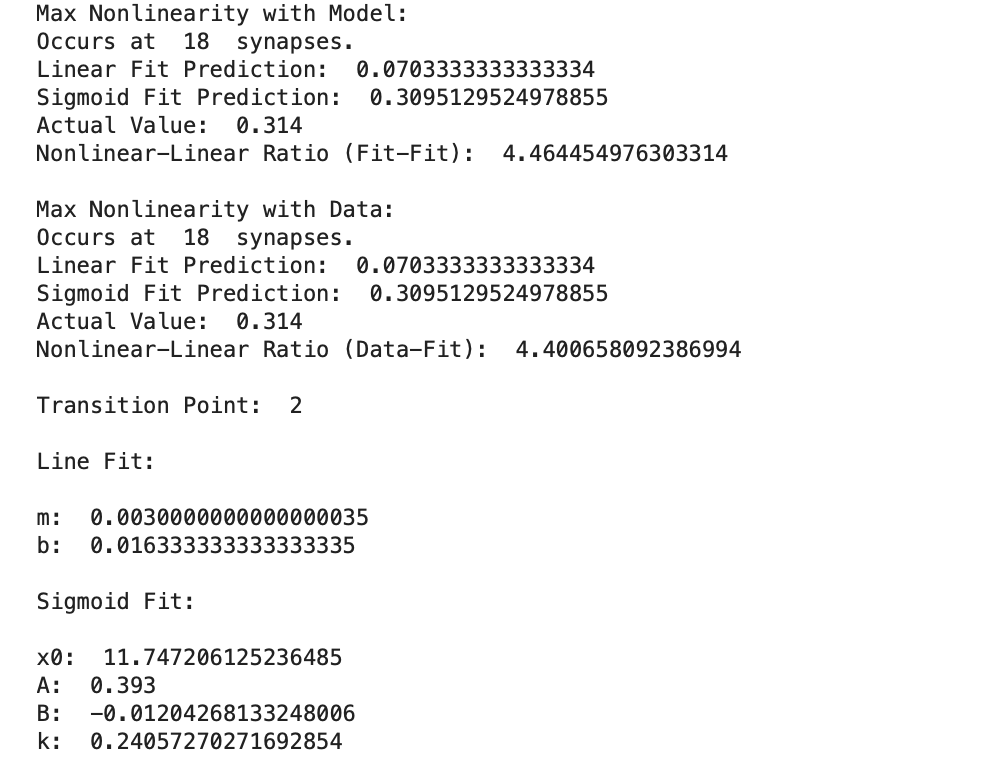 Max Nonlinearity with Model:
Occurs at  18  synapses.
Linear Fit Prediction:  0.0703333333333334
Sigmoid Fit Prediction:  0.3095129524978855
Actual Value:  0.314
Nonlinear-Linear Ratio (Fit-Fit):  4.464454976303314
Max Nonlinearity with Data:
Occurs at  18  synapses.
Linear Fit Prediction:  0.0703333333333334
Sigmoid Fit Prediction:  0.3095129524978855
Actual Value:  0.314
Nonlinear-Linear Ratio (Data-Fit):  4.400658092386994
Transition Point:  2
Line Fit:
m:  0.0030000000000000035
b:  0.016333333333333335
Sigmoid Fit:
x0:  11.747206125236485
A:  0.393
B:  -0.01204268133248006
k:  0.24057270271692854